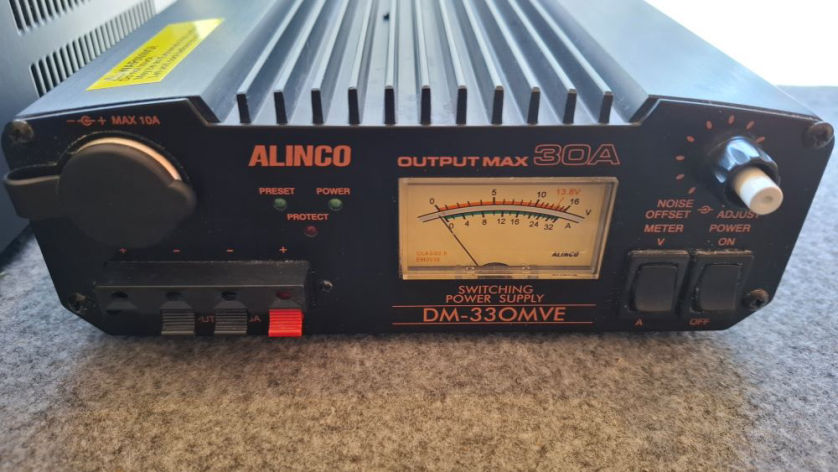 WARNING
- + MAX 10A
ALINCO
OUTPUT MAX 30A
PRESET POWER
PROTECT
0 5 10 13.8V 16 V
0 4 8 12 16 24 32 A
ALINCO
NOISE
OFFSET ADJUST
METER POWER
V ON
SWITCHING
POWER SUPPLY
DM-330MVE
+ - - +
A OFF